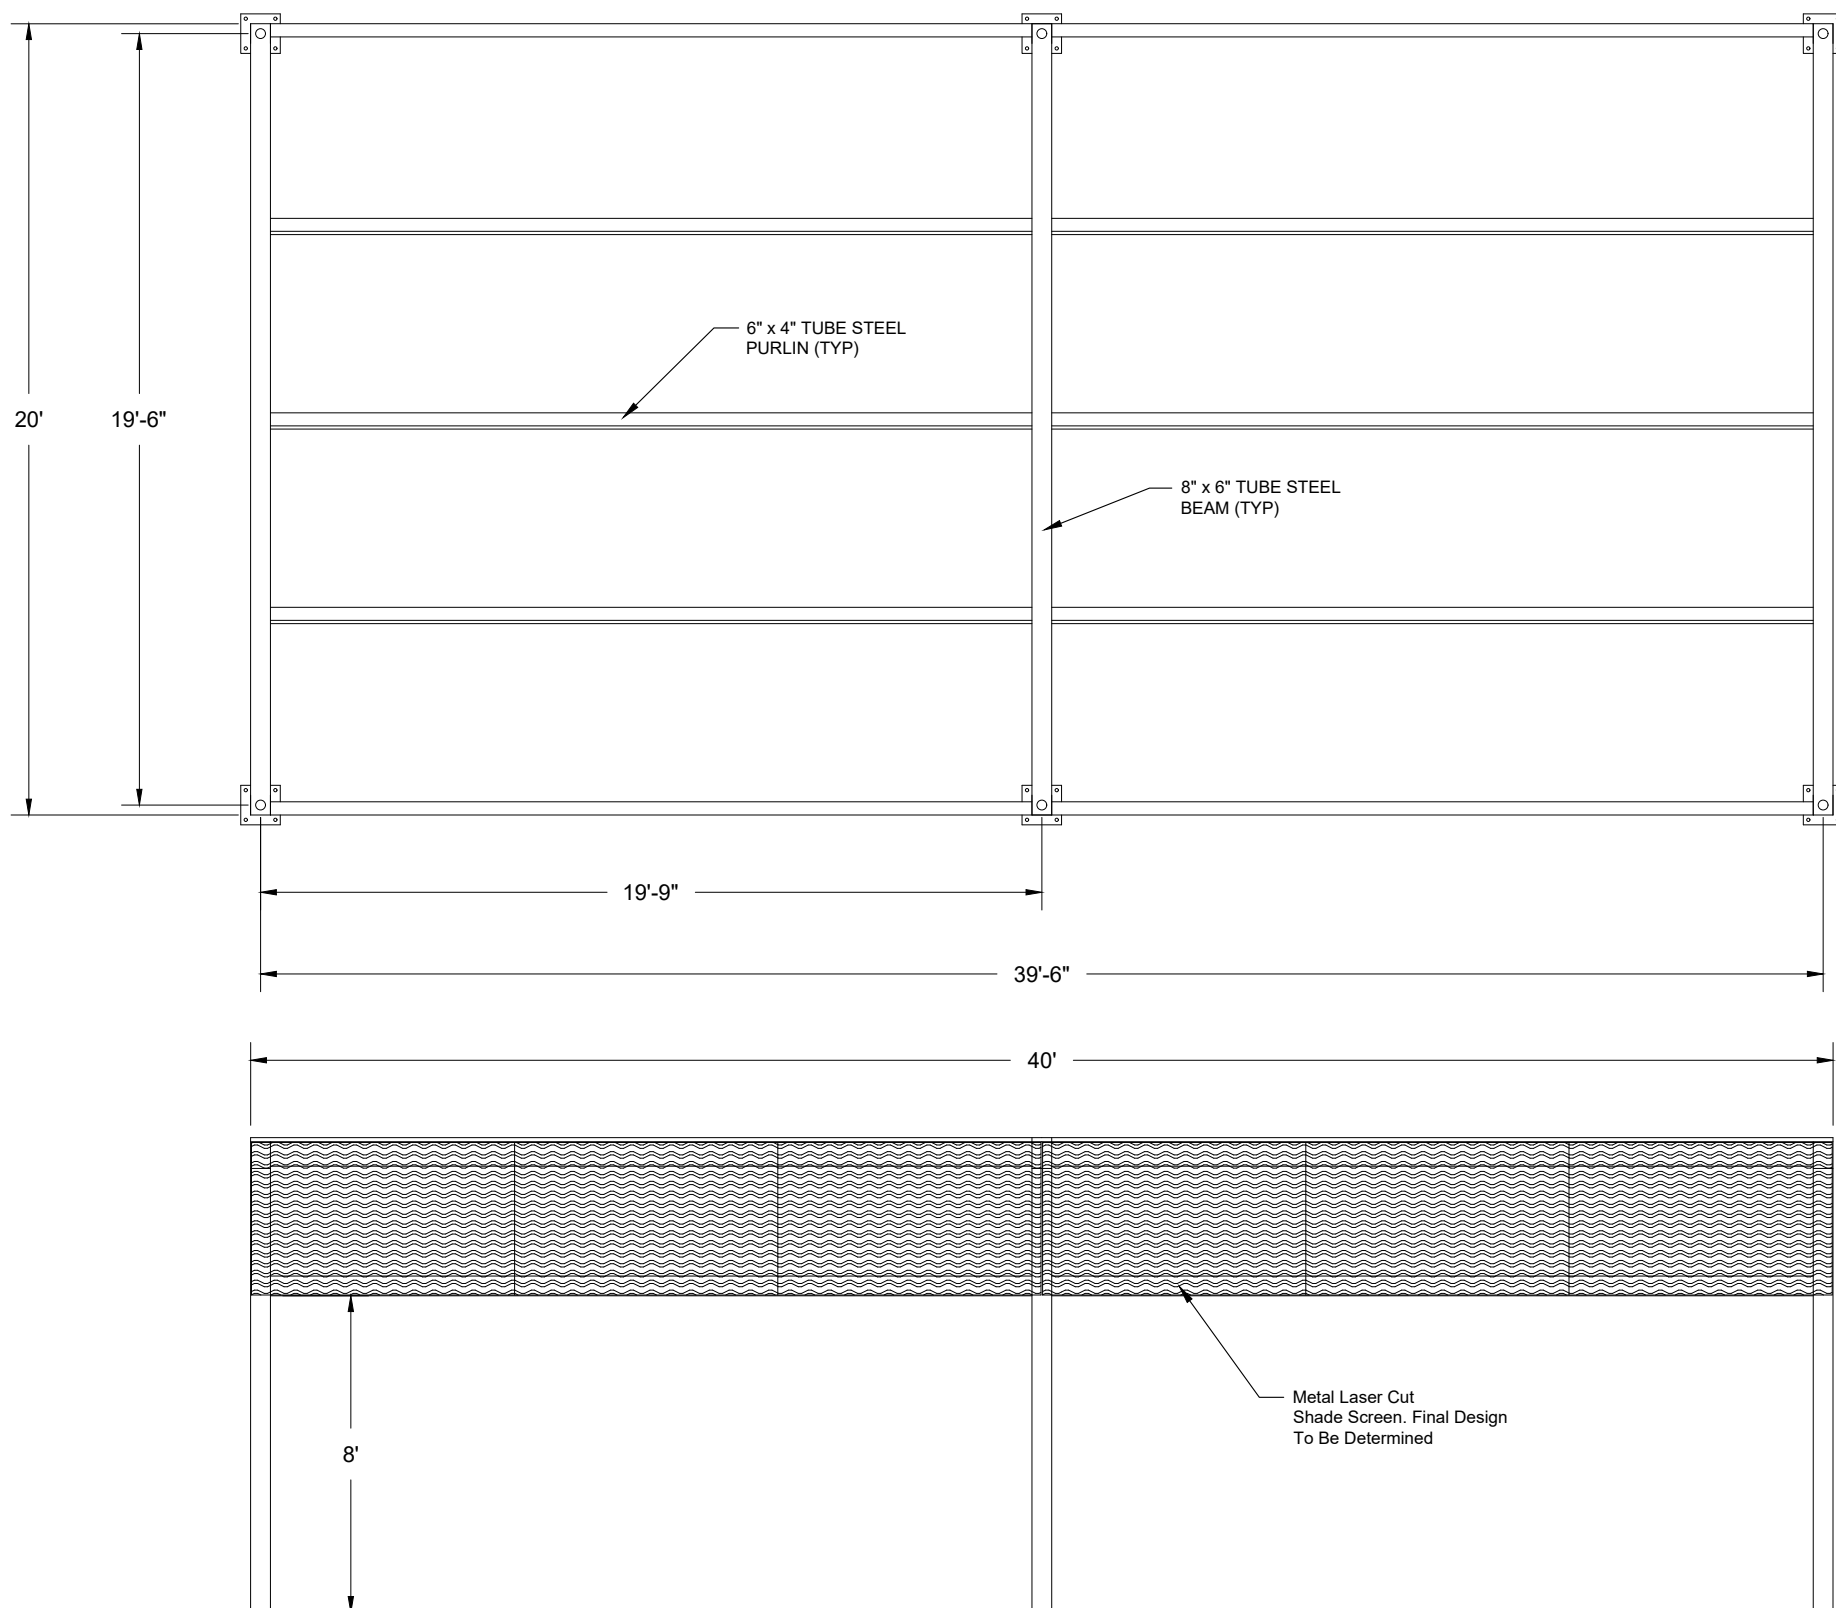 6" x 4" TUBE STEEL
PURLIN (TYP)
20'
19'-6"
8" x 6" TUBE STEEL
BEAM (TYP)
19'-9"
39'-6"
40'
Metal Laser Cut
Shade Screen. Final Design
To Be Determined
8'